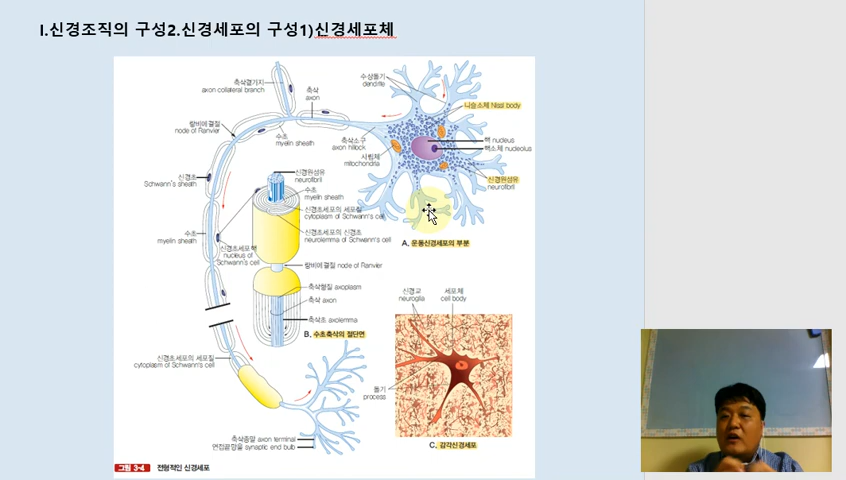 I.신경조직의 구성2.신경세포의 구성1)신경세포체
축삭곁가지
axon collateral branch
축삭
axon
수상돌기
dendrite
니슬소체 Nissl body
랑비에결절
node of Ranvier
수초
myelin sheath
축삭소구
axon hillock
사립체
mitochondria
핵 nucleus
핵소체 nucleolus
신경초
Schwann's sheath
신경원섬유
neurofibril
신경원섬유
neurofibril
수초
myelin sheath
신경초세포의 세포질
cytoplasm of Schwann's cell
신경초세포의 신경초
neurolemma of Schwann's cell
수초
myelin sheath
신경초세포핵
nucleus of
Schwann's cell
랑비에결절 node of Ranvier
A. 운동신경세포의 부분
축삭형질 axoplasm
축삭 axon
축삭초 axolemma
B. 수초축삭의 절단면
신경교
neuroglia
세포체
cell body
신경초세포의 세포질
cytoplasm of Schwann's cell
돌기
process
축삭종말 axon terminal
연접끝망울 synaptic end bulb
C. 감각신경세포
그림 3-4 전형적인 신경세포